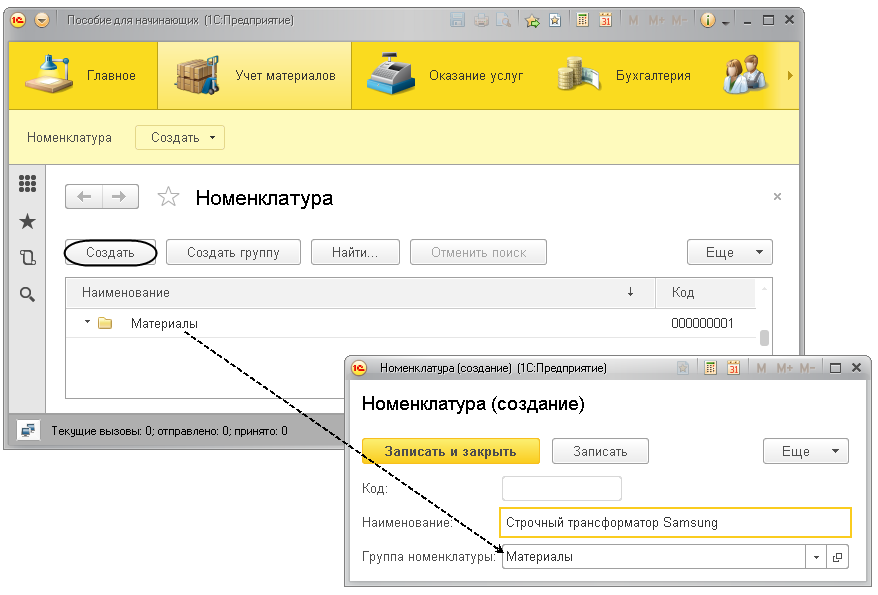 Пособие для начинающих (1С:Предприятие)
M M+ M-
Главное
Учет материалов
Оказание услуг
Бухгалтерия
Номенклатура
Создать
Номенклатура
Создать
Создать группу
Найти...
Отменить поиск
Еще
Наименование ↓ Код
Материалы 000000001
Текущие вызовы: 0; отправлено: 0; принято: 0
Номенклатура (создание) (1С:Предприятие)
M M+ M-
Номенклатура (создание)
Записать и закрыть
Записать
Еще
Код:
Наименование: Строчный трансформатор Samsung
Группа номенклатуры: Материалы